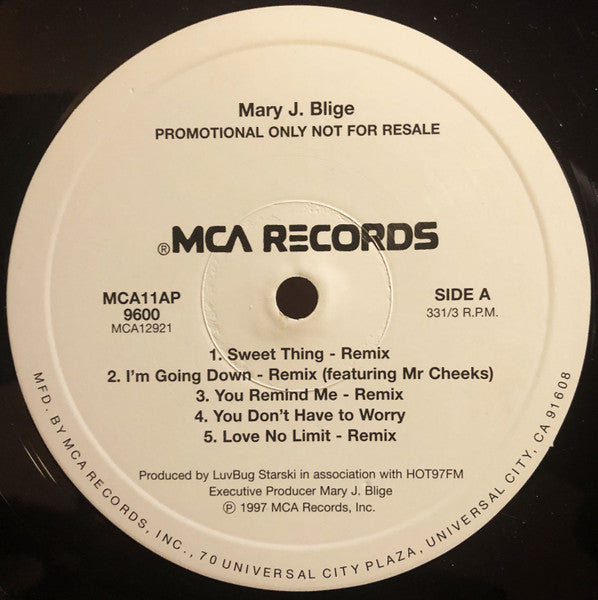 Mary J. Blige
PROMOTIONAL ONLY NOT FOR RESALE
®MCA RECORDS
MCA11AP
9600
MCA12921
SIDE A
331/3 R.P.M.
1. Sweet Thing - Remix
2. I'm Going Down - Remix (featuring Mr Cheeks)
3. You Remind Me - Remix
4. You Don't Have to Worry
5. Love No Limit - Remix
Produced by LuvBug Starski in association with HOT97FM
Executive Producer Mary J. Blige
℗ 1997 MCA Records, Inc.
MFD. BY MCA RECORDS, INC., 70 UNIVERSAL CITY PLAZA, UNIVERSAL CITY, CA 91608